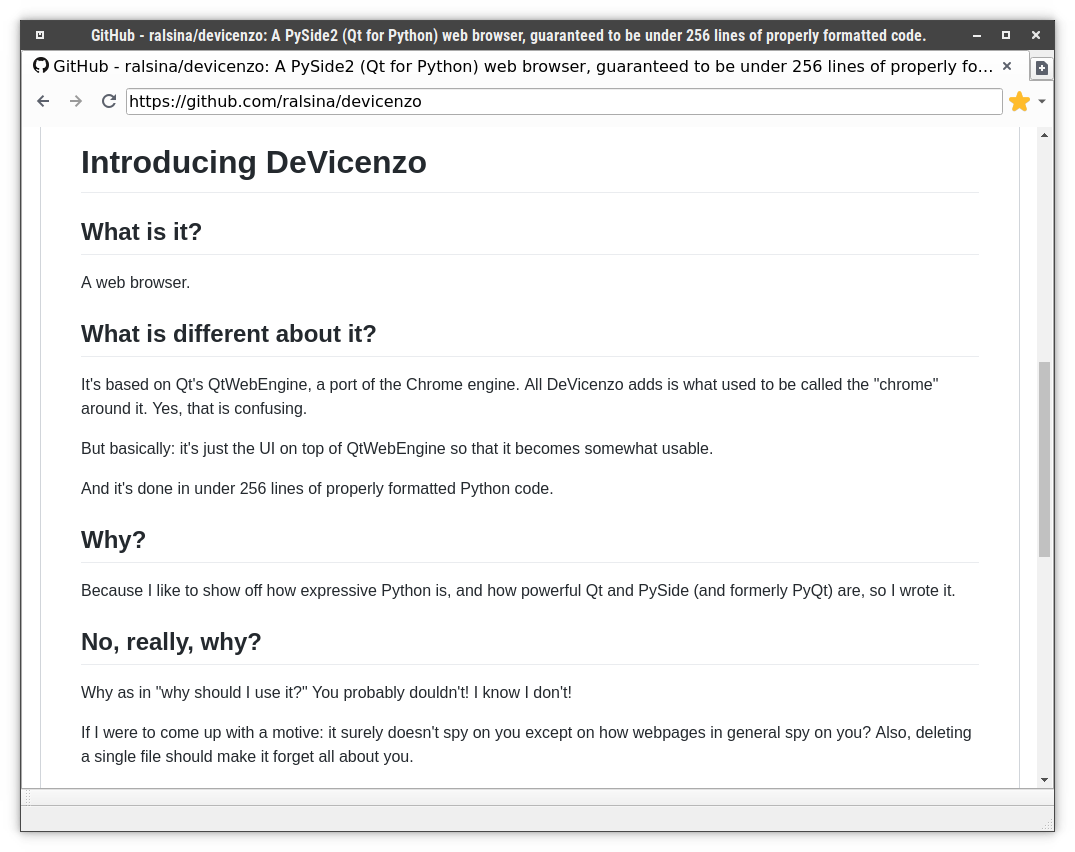 GitHub - ralsina/devicenzo: A PySide2 (Qt for Python) web browser, guaranteed to be under 256 lines of properly formatted code.
GitHub - ralsina/devicenzo: A PySide2 (Qt for Python) web browser, guaranteed to be under 256 lines of properly fo...
https://github.com/ralsina/devicenzo
Introducing DeVicenzo
What is it?
A web browser.
What is different about it?
It's based on Qt's QtWebEngine, a port of the Chrome engine. All DeVicenzo adds is what used to be called the "chrome"
around it. Yes, that is confusing.
But basically: it's just the UI on top of QtWebEngine so that it becomes somewhat usable.
And it's done in under 256 lines of properly formatted Python code.
Why?
Because I like to show off how expressive Python is, and how powerful Qt and PySide (and formerly PyQt) are, so I wrote it.
No, really, why?
Why as in "why should I use it?" You probably douldn't! I know I don't!
If I were to come up with a motive: it surely doesn't spy on you except on how webpages in general spy on you? Also, deleting
a single file should make it forget all about you.